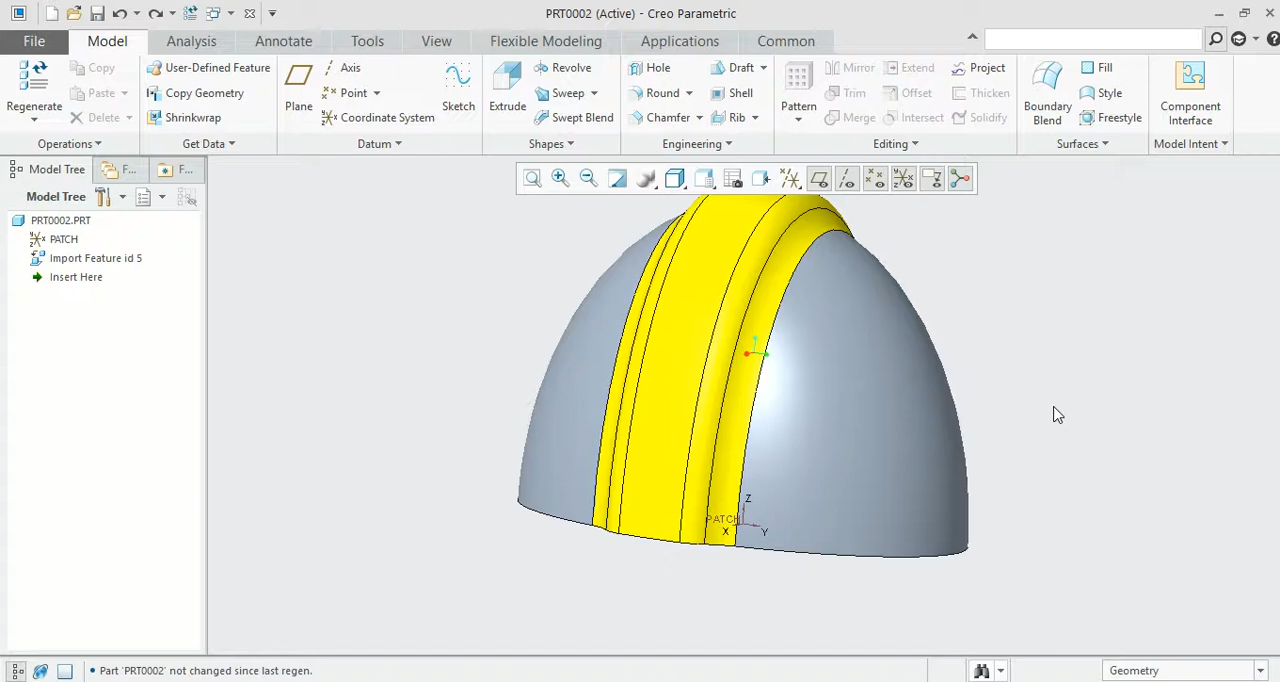 PRT0002 (Active) - Creo Parametric
File Model Analysis Annotate Tools View Flexible Modeling Applications Common
Regenerate
Copy
Paste
Delete
Operations
User-Defined Feature
Copy Geometry
Shrinkwrap
Get Data
Plane
Axis
Point
Coordinate System
Sketch
Datum
Extrude
Revolve
Sweep
Swept Blend
Shapes
Hole
Round
Chamfer
Draft
Shell
Rib
Engineering
Pattern
Mirror
Trim
Merge
Extend
Offset
Intersect
Project
Thicken
Solidify
Editing
Boundary
Blend
Fill
Style
Freestyle
Surfaces
Component
Interface
Model Intent
Model Tree
F...
F...
Model Tree
PRT0002.PRT
PATCH
Import Feature id 5
Insert Here
Z
PATCH
X
Y
• Part 'PRT0002' not changed since last regen.
Geometry